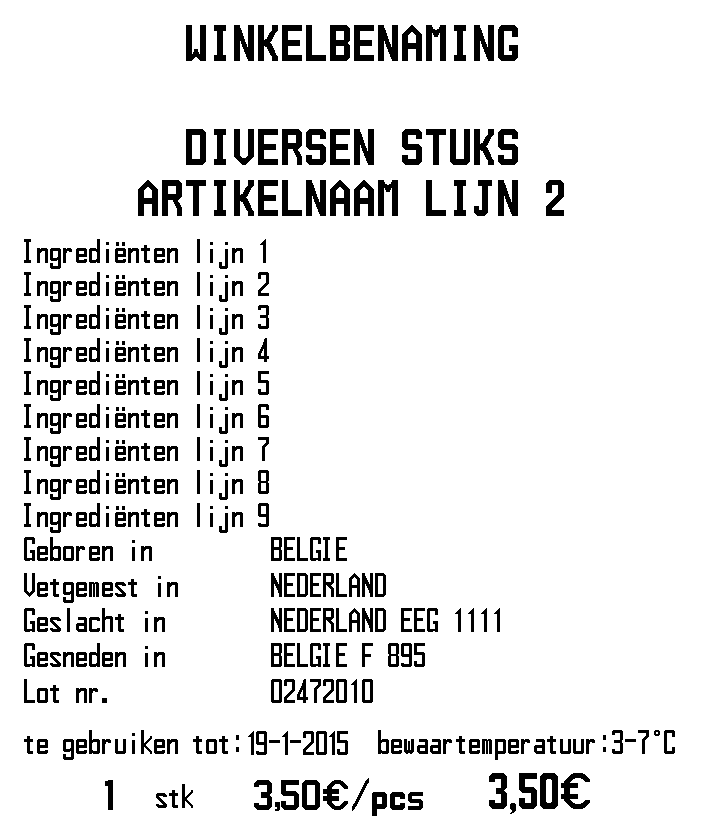 WINKELBENAMING
DIVERSEN STUKS
ARTIKELNAAM LIJN 2
Ingrediënten lijn 1
Ingrediënten lijn 2
Ingrediënten lijn 3
Ingrediënten lijn 4
Ingrediënten lijn 5
Ingrediënten lijn 6
Ingrediënten lijn 7
Ingrediënten lijn 8
Ingrediënten lijn 9
Geboren in BELGIE
Vetgemest in NEDERLAND
Geslacht in NEDERLAND EEG 1111
Gesneden in BELGIE F 895
Lot nr. 02472010
te gebruiken tot:19-1-2015 bewaartemperatuur:3-7°C
1 stk 3,50€/pcs 3,50€